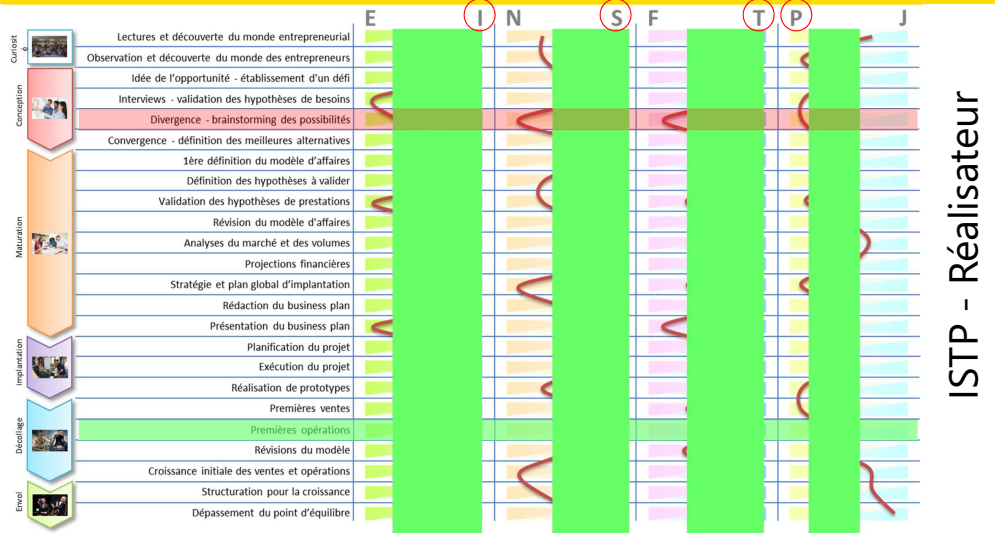 E I N S F T P J
Curiosité
Lectures et découverte du monde entrepreneurial
Observation et découverte du monde des entrepreneurs
Conception
Idée de l'opportunité - établissement d'un défi
Interviews - validation des hypothèses de besoins
Divergence - brainstorming des possibilités
Convergence - définition des meilleures alternatives
Maturation
1ère définition du modèle d'affaires
Définition des hypothèses à valider
Validation des hypothèses de prestations
Révision du modèle d'affaires
Analyses du marché et des volumes
Projections financières
Stratégie et plan global d'implantation
Rédaction du business plan
Présentation du business plan
Implantation
Planification du projet
Exécution du projet
Réalisation de prototypes
Décollage
Premières ventes
Premières opérations
Révisions du modèle
Croissance initiale des ventes et opérations
Envol
Structuration pour la croissance
Dépassement du point d'équilibre
ISTP - Réalisateur